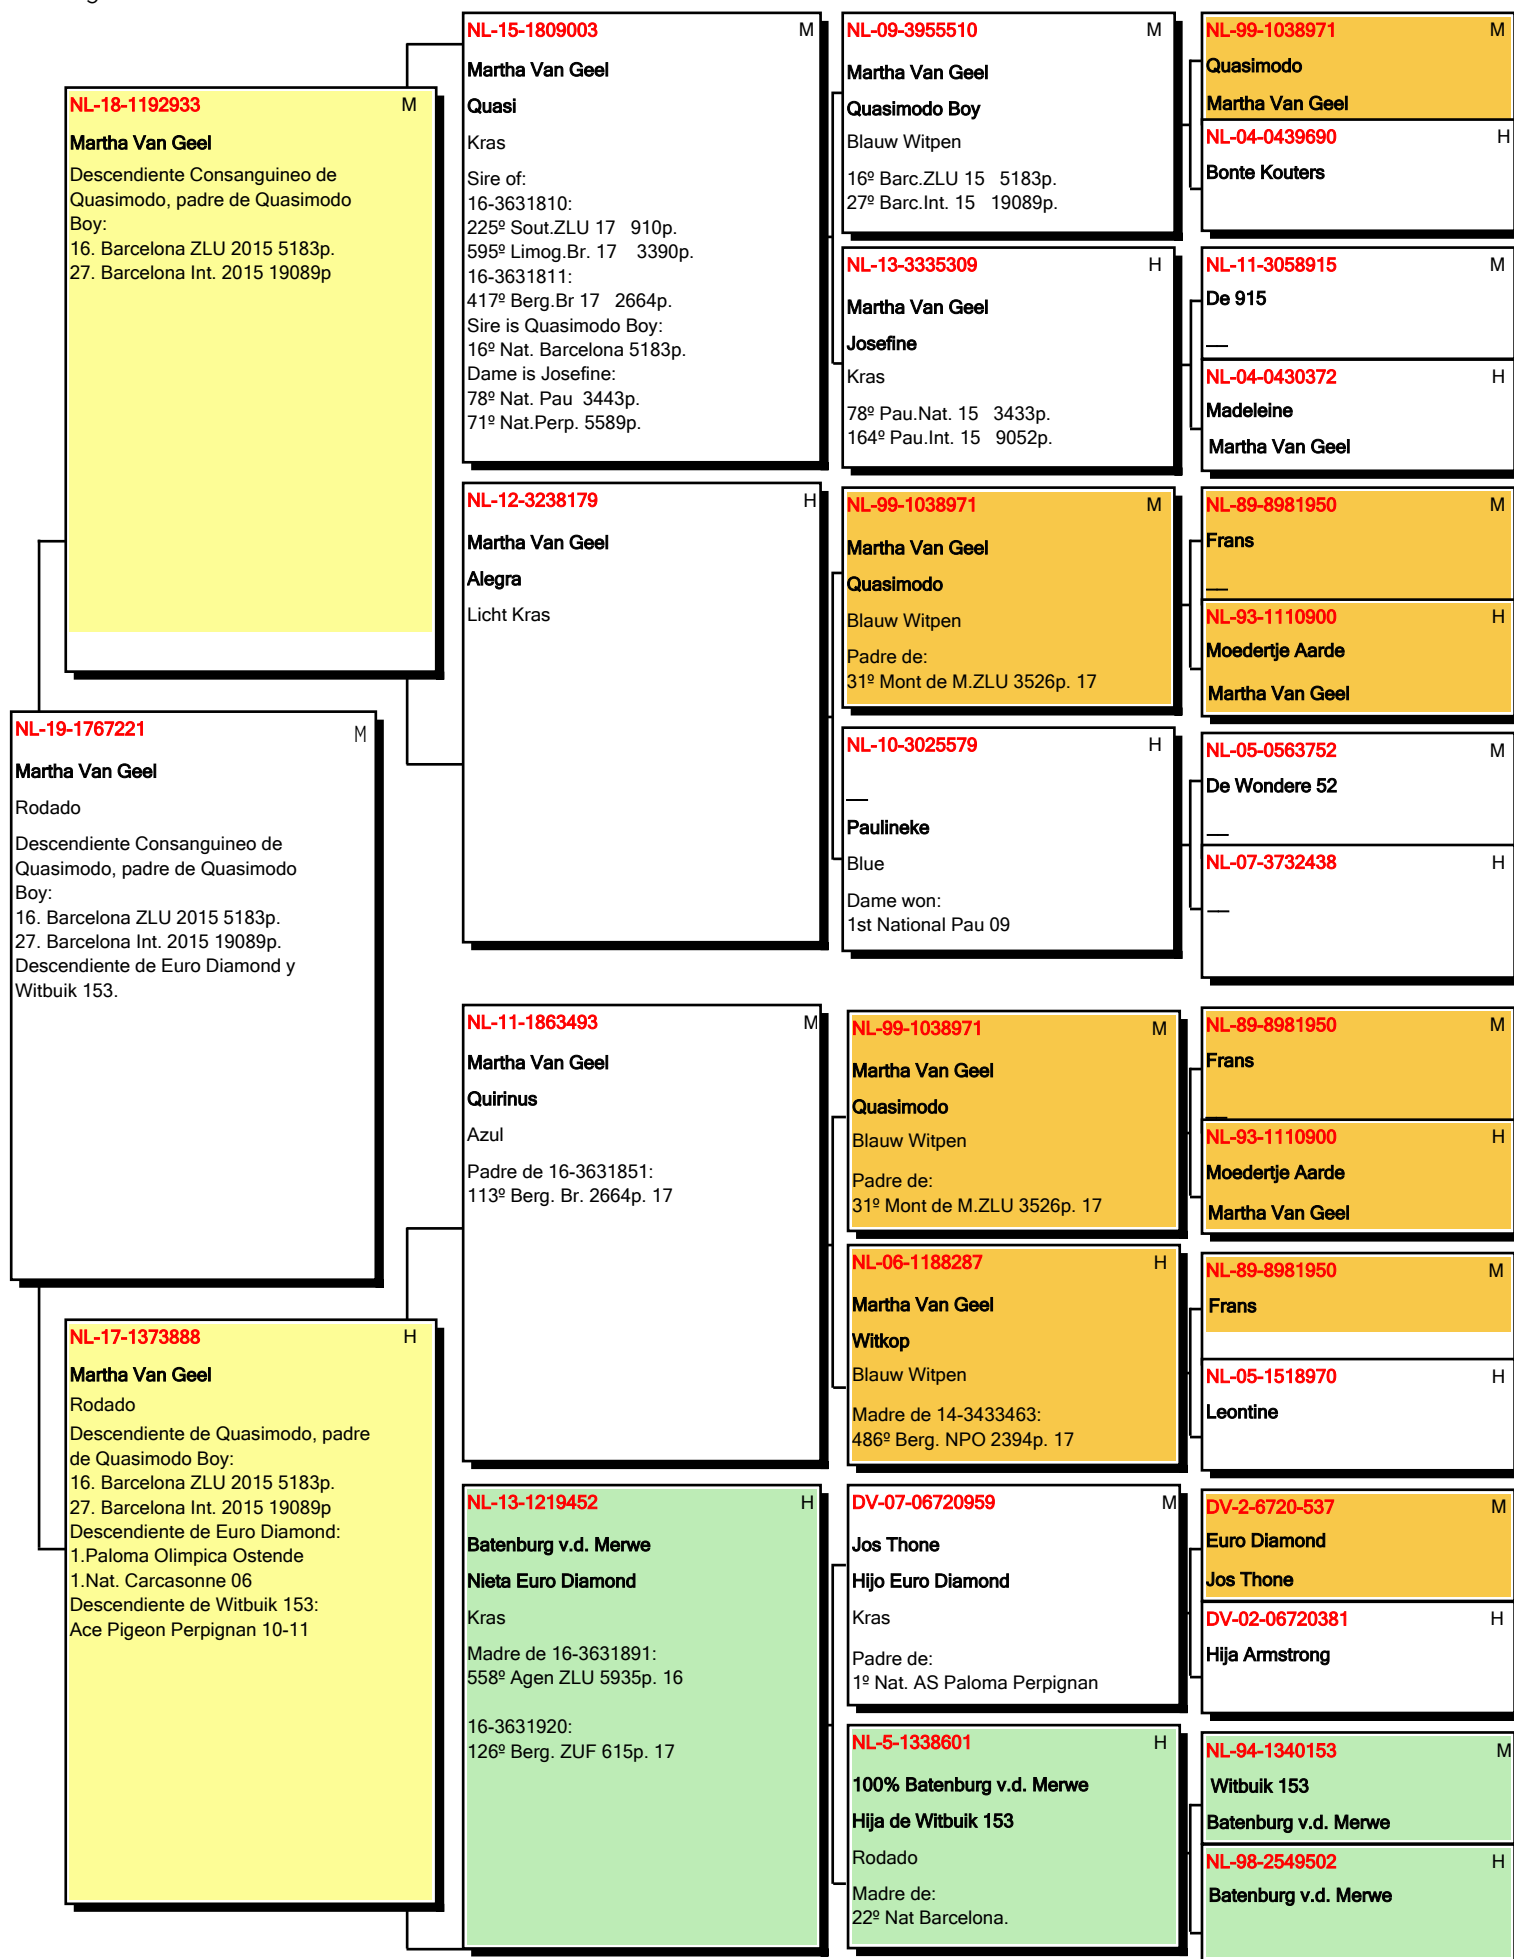 NL-19-1767221 M
Martha Van Geel
Rodado
Descendiente Consanguineo de
Quasimodo, padre de Quasimodo
Boy:
16. Barcelona ZLU 2015 5183p.
27. Barcelona Int. 2015 19089p.
Descendiente de Euro Diamond y
Witbuik 153.
NL-18-1192933 M
Martha Van Geel
Descendiente Consanguineo de
Quasimodo, padre de Quasimodo
Boy:
16. Barcelona ZLU 2015 5183p.
27. Barcelona Int. 2015 19089p
NL-17-1373888 H
Martha Van Geel
Rodado
Descendiente de Quasimodo, padre
de Quasimodo Boy:
16. Barcelona ZLU 2015 5183p.
27. Barcelona Int. 2015 19089p
Descendiente de Euro Diamond:
1.Paloma Olimpica Ostende
1.Nat. Carcasonne 06
Descendiente de Witbuik 153:
Ace Pigeon Perpignan 10-11
NL-15-1809003 M
Martha Van Geel
Quasi
Kras
Sire of:
16-3631810:
225º Sout.ZLU 17 910p.
595º Limog.Br. 17 3390p.
16-3631811:
417º Berg.Br 17 2664p.
Sire is Quasimodo Boy:
16º Nat. Barcelona 5183p.
Dame is Josefine:
78º Nat. Pau 3443p.
71º Nat.Perp. 5589p.
NL-12-3238179 H
Martha Van Geel
Alegra
Licht Kras
NL-11-1863493 M
Martha Van Geel
Quirinus
Azul
Padre de 16-3631851:
113º Berg. Br. 2664p. 17
NL-13-1219452 H
Batenburg v.d. Merwe
Nieta Euro Diamond
Kras
Madre de 16-3631891:
558º Agen ZLU 5935p. 16
16-3631920:
126º Berg. ZUF 615p. 17
NL-09-3955510 M
Martha Van Geel
Quasimodo Boy
Blauw Witpen
16º Barc.ZLU 15 5183p.
27º Barc.Int. 15 19089p.
NL-13-3335309 H
Martha Van Geel
Josefine
Kras
78º Pau.Nat. 15 3433p.
164º Pau.Int. 15 9052p.
NL-99-1038971 M
Martha Van Geel
Quasimodo
Blauw Witpen
Padre de:
31º Mont de M.ZLU 3526p. 17
NL-10-3025579 H
__
Paulineke
Blue
Dame won:
1st National Pau 09
NL-99-1038971 M
Martha Van Geel
Quasimodo
Blauw Witpen
Padre de:
31º Mont de M.ZLU 3526p. 17
NL-06-1188287 H
Martha Van Geel
Witkop
Blauw Witpen
Madre de 14-3433463:
486º Berg. NPO 2394p. 17
DV-07-06720959 M
Jos Thone
Hijo Euro Diamond
Kras
Padre de:
1º Nat. AS Paloma Perpignan
NL-5-1338601 H
100% Batenburg v.d. Merwe
Hija de Witbuik 153
Rodado
Madre de:
22º Nat Barcelona.
NL-99-1038971 M
Quasimodo
Martha Van Geel
NL-04-0439690 H
Bonte Kouters
NL-11-3058915 M
De 915
__
NL-04-0430372 H
Madeleine
Martha Van Geel
NL-89-8981950 M
Frans
__
NL-93-1110900 H
Moedertje Aarde
Martha Van Geel
NL-05-0563752 M
De Wondere 52
__
NL-07-3732438 H
__
NL-89-8981950 M
Frans
__
NL-93-1110900 H
Moedertje Aarde
Martha Van Geel
NL-89-8981950 M
Frans
NL-05-1518970 H
Leontine
DV-2-6720-537 M
Euro Diamond
Jos Thone
DV-02-06720381 H
Hija Armstrong
NL-94-1340153 M
Witbuik 153
Batenburg v.d. Merwe
NL-98-2549502 H
Batenburg v.d. Merwe